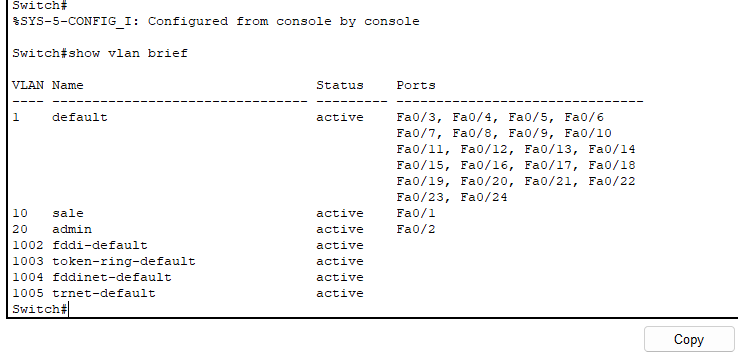 Switch#
%SYS-5-CONFIG_I: Configured from console by console

Switch#show vlan brief

VLAN Name                             Status    Ports
---- -------------------------------- --------- -------------------------------
1    default                          active    Fa0/3, Fa0/4, Fa0/5, Fa0/6
                                                Fa0/7, Fa0/8, Fa0/9, Fa0/10
                                                Fa0/11, Fa0/12, Fa0/13, Fa0/14
                                                Fa0/15, Fa0/16, Fa0/17, Fa0/18
                                                Fa0/19, Fa0/20, Fa0/21, Fa0/22
                                                Fa0/23, Fa0/24
10   sale                             active    Fa0/1
20   admin                            active    Fa0/2
1002 fddi-default                     active
1003 token-ring-default               active
1004 fddinet-default                  active
1005 trnet-default                    active
Switch#
Copy